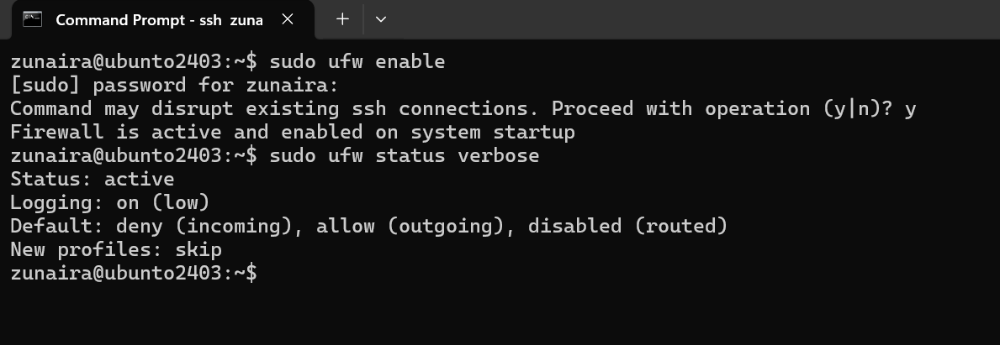 Command Prompt - ssh zuna
zunaira@ubunto2403:~$ sudo ufw enable
[sudo] password for zunaira:
Command may disrupt existing ssh connections. Proceed with operation (y|n)? y
Firewall is active and enabled on system startup
zunaira@ubunto2403:~$ sudo ufw status verbose
Status: active
Logging: on (low)
Default: deny (incoming), allow (outgoing), disabled (routed)
New profiles: skip
zunaira@ubunto2403:~$